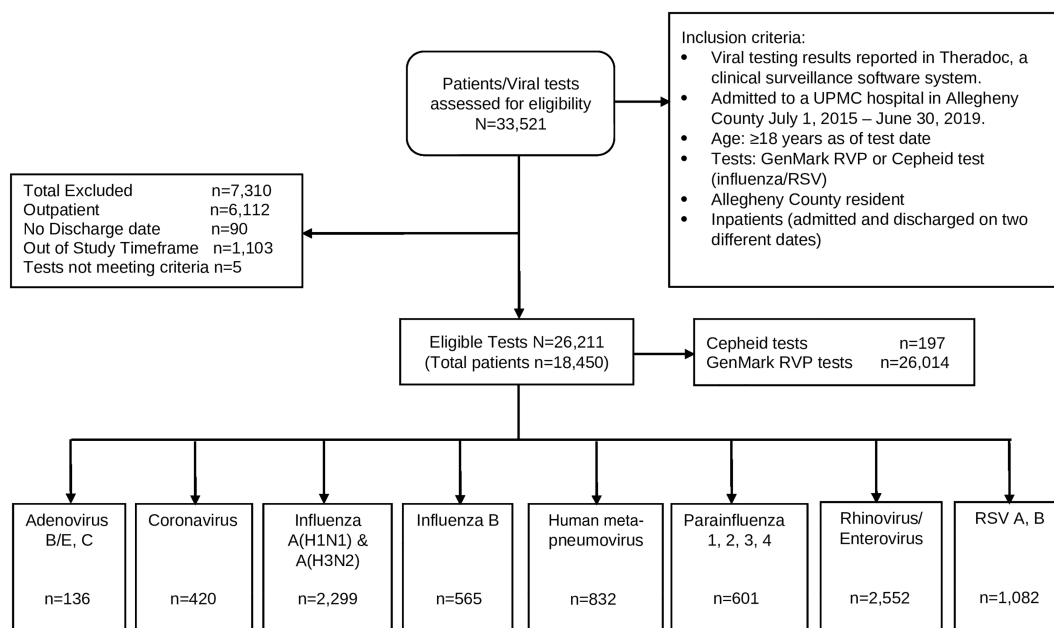 Patients/Viral tests
assessed for eligibility
N=33,521
Inclusion criteria:
• Viral testing results reported in Theradoc, a
clinical surveillance software system.
• Admitted to a UPMC hospital in Allegheny
County July 1, 2015 – June 30, 2019.
• Age: ≥18 years as of test date
• Tests: GenMark RVP or Cepheid test
(influenza/RSV)
• Allegheny County resident
• Inpatients (admitted and discharged on two
different dates)
Total Excluded n=7,310
Outpatient n=6,112
No Discharge date n=90
Out of Study Timeframe n=1,103
Tests not meeting criteria n=5
Eligible Tests N=26,211
(Total patients n=18,450)
Cepheid tests n=197
GenMark RVP tests n=26,014
Adenovirus
B/E, C
n=136
Coronavirus
n=420
Influenza
A(H1N1) &
A(H3N2)
n=2,299
Influenza B
n=565
Human meta-
pneumovirus
n=832
Parainfluenza
1, 2, 3, 4
n=601
Rhinovirus/
Enterovirus
n=2,552
RSV A, B
n=1,082